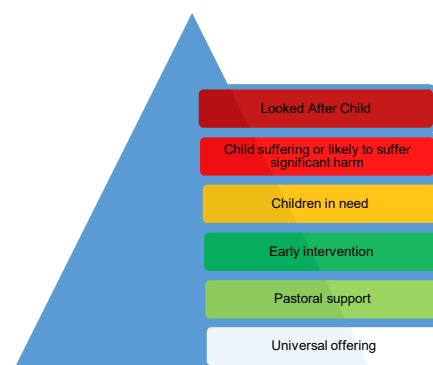 Looked After Child
Child suffering or likely to suffer
significant harm
Children in need
Early intervention
Pastoral support
Universal offering